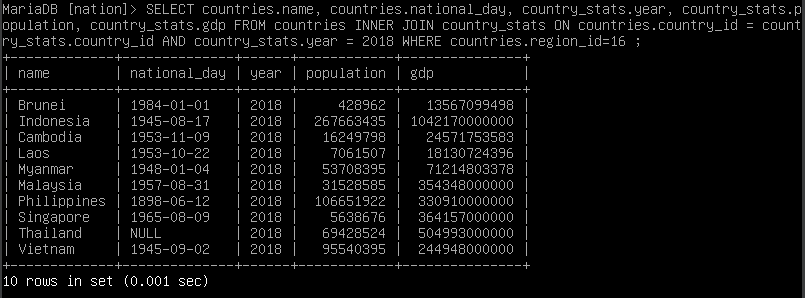 MariaDB [nation]> SELECT countries.name, countries.national_day, country_stats.year, country_stats.p
opulation, country_stats.gdp FROM countries INNER JOIN country_stats ON countries.country_id = count
ry_stats.country_id AND country_stats.year = 2018 WHERE countries.region_id=16 ;
+-------------+--------------+------+------------+---------------+
| name        | national_day | year | population | gdp           |
+-------------+--------------+------+------------+---------------+
| Brunei      | 1984-01-01   | 2018 |     428962 |   13567099498 |
| Indonesia   | 1945-08-17   | 2018 |  267663435 | 1042170000000 |
| Cambodia    | 1953-11-09   | 2018 |   16249798 |   24571753583 |
| Laos        | 1953-10-22   | 2018 |    7061507 |   18130724396 |
| Myanmar     | 1948-01-04   | 2018 |   53708395 |   71214803378 |
| Malaysia    | 1957-08-31   | 2018 |   31528585 |  354348000000 |
| Philippines | 1898-06-12   | 2018 |  106651922 |  330910000000 |
| Singapore   | 1965-08-09   | 2018 |    5638676 |  364157000000 |
| Thailand    | NULL         | 2018 |   69428524 |  504993000000 |
| Vietnam     | 1945-09-02   | 2018 |   95540395 |  244948000000 |
+-------------+--------------+------+------------+---------------+
10 rows in set (0.001 sec)